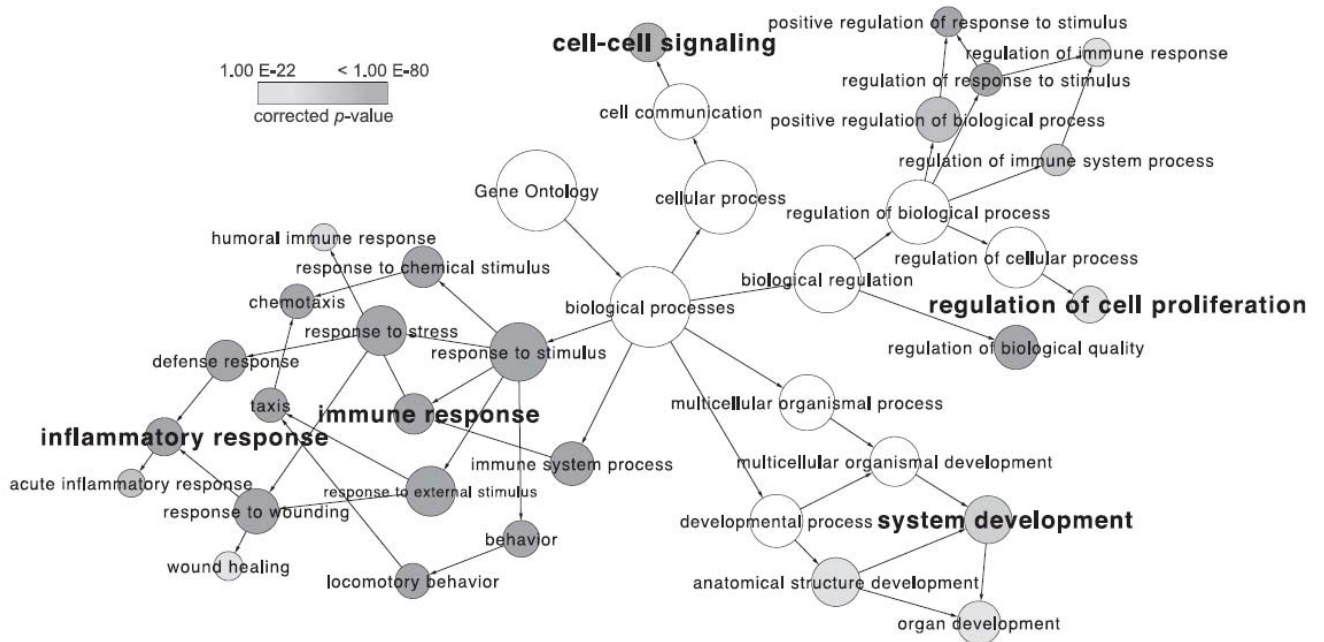 positive regulation of response to stimulus
cell-cell signaling
regulation of immune response
1.00 E-22 < 1.00 E-80
regulation of response to stimulus
corrected p-value
cell communication
positive regulation of biological process
regulation of immune system process
Gene Ontology
cellular process
regulation of biological process
humoral immune response
response to chemical stimulus
regulation of cellular process
biological regulation
chemotaxis
biological processes
regulation of cell proliferation
response to stress
response to stimulus
regulation of biological quality
defense response
taxis
immune response
multicellular organismal process
inflammatory response
immune system process
multicellular organismal development
acute inflammatory response
response to external stimulus
response to wounding
developmental process
system development
behavior
wound healing
locomotory behavior
anatomical structure development
organ development